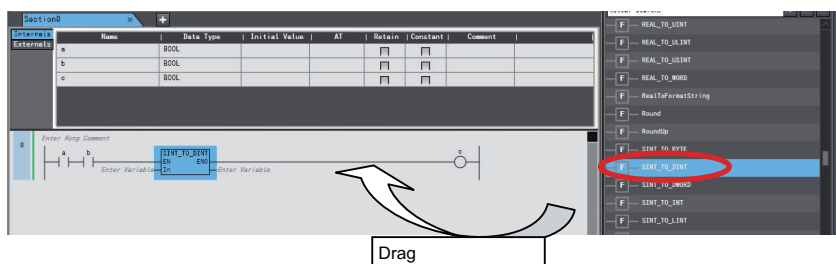 Section0 × +
Internals
Externals
Name | Data Type | Initial Value | AT | Retain | Constant | Comment |
a BOOL
b BOOL
c BOOL
0 Enter Rung Comment
a b SINT_TO_DINT c
EN ENO
Enter Variable In Enter Variable
F REAL_TO_UINT
F REAL_TO_ULINT
F REAL_TO_USINT
F REAL_TO_WORD
F RealToFormatString
F Round
F RoundUp
F SINT_TO_BYTE
F SINT_TO_DINT
F SINT_TO_DWORD
F SINT_TO_INT
F SINT_TO_LINT
Drag